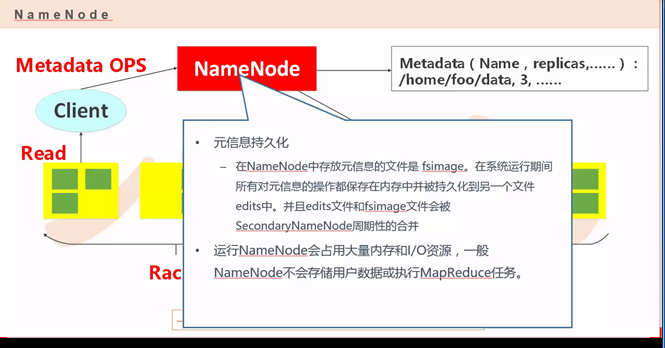 NameNode
Metadata OPS
NameNode
Metadata（Name，replicas,……）：
/home/foo/data, 3, ……
Client
Read
• 元信息持久化
– 在NameNode中存放元信息的文件是 fsimage。在系统运行期间
所有对元信息的操作都保存在内存中并被持久化到另一个文件
edits中。并且edits文件和fsimage文件会被
SecondaryNameNode周期性的合并
• 运行NameNode会占用大量内存和I/O资源，一般
NameNode不会存储用户数据或执行MapReduce任务。
Rac